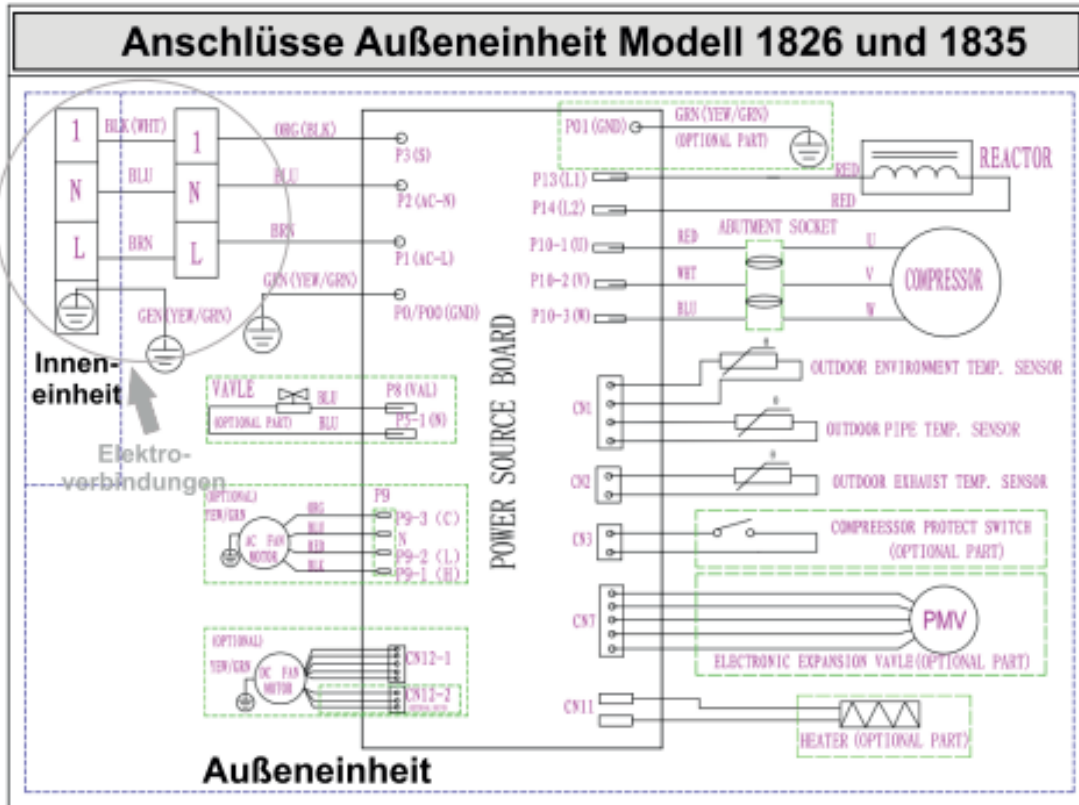 Anschlüsse Außeneinheit Modell 1826 und 1835
1
BLK(WHT)
1
ORG(BLK)
P3(S)
N
BLU
N
BLU
P2(AC-N)
L
BRN
L
BRN
P1(AC-L)
GEN(YEW/GRN)
GEN(YEW/GRN)
P0/P00(GND)
Innen-
einheit
Elektro-
verbindungen
VAVLE
(OPTIONAL PART)
BLU
BLU
P8(VAL)
P5-1(N)
(OPTIONAL)
YEW/GRN
AC FAN
MOTOR
ORG
BLU
RED
BLK
P9
P9-3 (C)
N
P9-2 (L)
P9-1 (H)
(OPTIONAL)
YEW/GRN
DC FAN
MOTOR
CN12-1
CN12-2
Außeneinheit
POWER SOURCE BOARD
P01(GND)
GRN(YEW/GRN)
(OPTIONAL PART)
P13(L1)
RED
REACTOR
P14(L2)
RED
ABUTMENT SOCKET
P10-1(U)
RED
U
P10-2(V)
WHT
V
COMPRESSOR
P10-3(W)
BLU
W
CN1
OUTDOOR ENVIRONMENT TEMP. SENSOR
θ
OUTDOOR PIPE TEMP. SENSOR
θ
CN2
OUTDOOR EXHAUST TEMP. SENSOR
θ
CN3
COMPREESSOR PROTECT SWITCH
(OPTIONAL PART)
CN7
PMV
ELECTRONIC EXPANSION VAVLE(OPTIONAL PART)
CN11
HEATER(OPTIONAL PART)